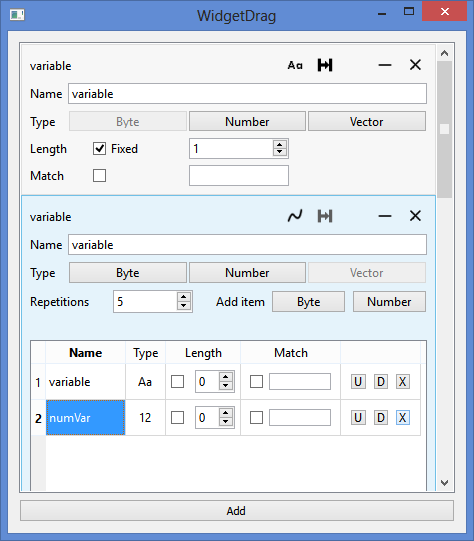 WidgetDrag
variable Aa
Name variable
Type Byte Number Vector
Length Fixed 1
Match
variable
Name variable
Type Byte Number Vector
Repetitions 5 Add item Byte Number
Name Type Length Match
1 variable Aa 0 U D X
2 numVar 12 0 U D X
Add